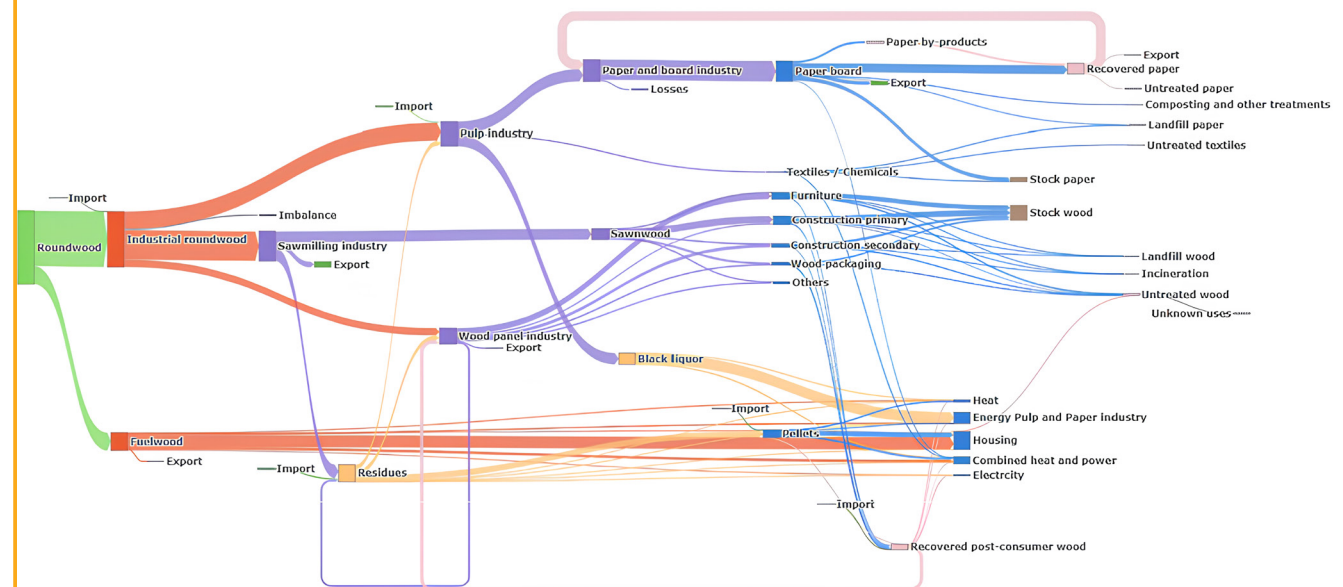 Paper by-products
Export
Paper and board industry
Paper board
Recovered paper
Export
Losses
Untreated paper
Import
Composting and other treatments
Pulp industry
Landfill paper
Untreated textiles
Textiles / Chemicals
Stock paper
Import
Furniture
Imbalance
Stock wood
Construction primary
Industrial roundwood
Sawnwood
Roundwood
Sawmilling industry
Construction secondary
Landfill wood
Export
Wood packaging
Incineration
Others
Untreated wood
Unknown uses
Wood panel industry
Export
Black liquor
Heat
Import
Energy Pulp and Paper industry
Pellets
Fuelwood
Housing
Export
Combined heat and power
Import
Residues
Electrcity
Import
Recovered post-consumer wood